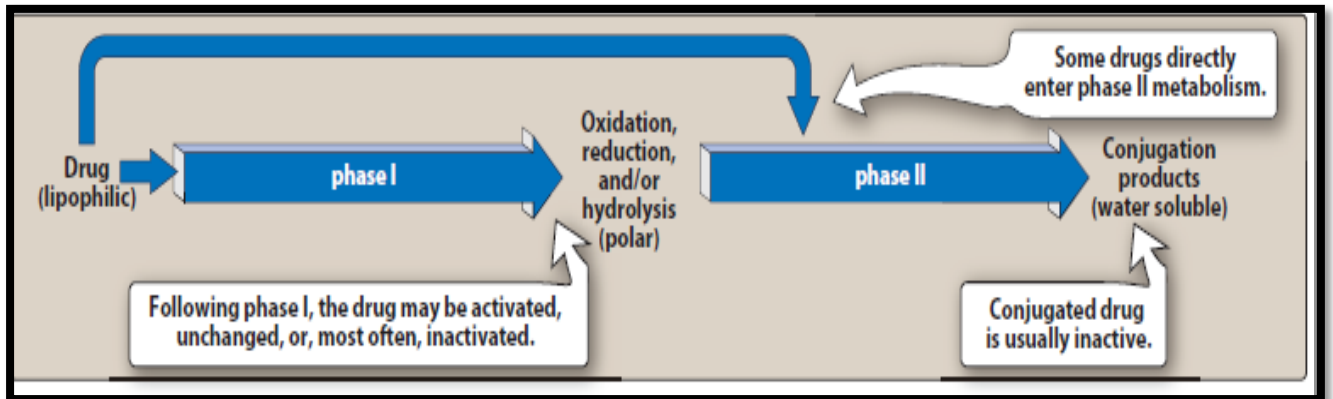 Some drugs directly
enter phase II metabolism.
Drug
(lipophilic)
phase I
Oxidation,
reduction,
and/or
hydrolysis
(polar)
phase II
Conjugation
products
(water soluble)
Following phase I, the drug may be activated,
unchanged, or, most often, inactivated.
Conjugated drug
is usually inactive.